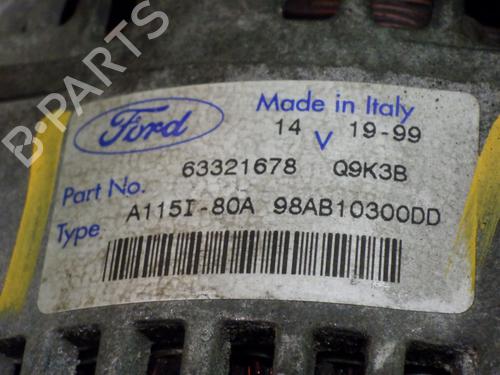 B-PARTS
Ford
Made in Italy
14 V 19-99
Part No. 63321678 Q9K3B
Type A115I-80A 98AB10300DD